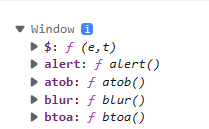 Window i
$: ƒ (e,t)
alert: ƒ alert()
atob: ƒ atob()
blur: ƒ blur()
btoa: ƒ btoa()